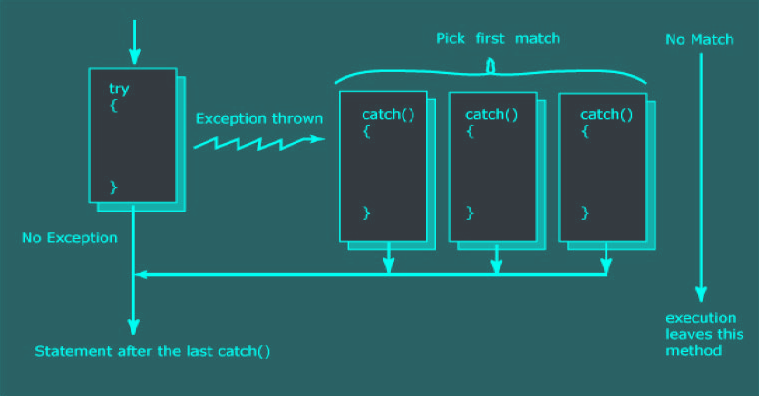 Pick first match
No Match
try
{
}
Exception thrown
catch()
{
}
catch()
{
}
catch()
{
}
No Exception
Statement after the last catch()
execution
leaves this
method